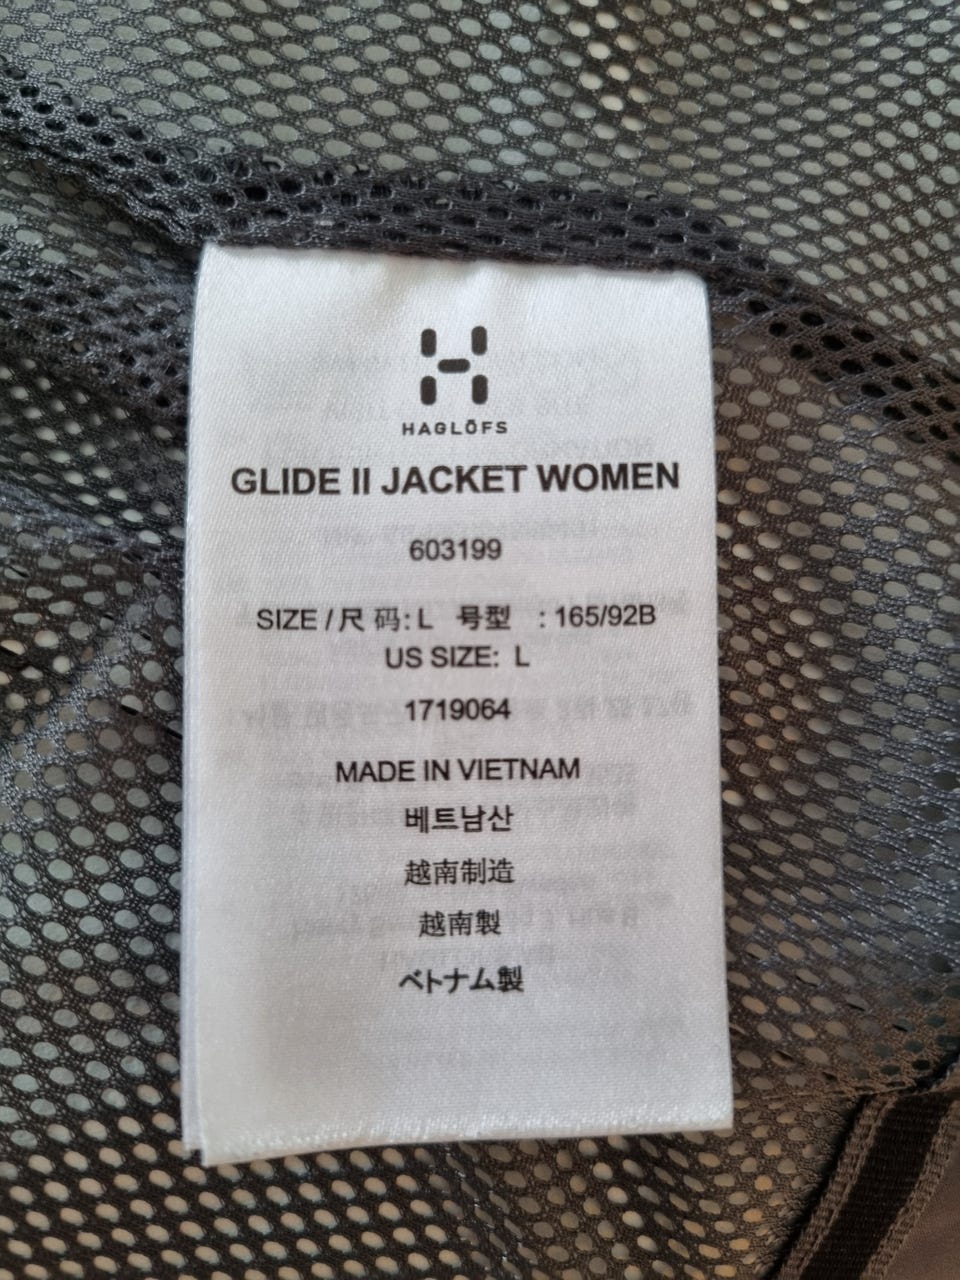 HAGLÖFS
GLIDE II JACKET WOMEN
603199
SIZE / 尺 码: L 号型 : 165/92B
US SIZE: L
1719064
MADE IN VIETNAM
베트남산
越南制造
越南製
ベトナム製